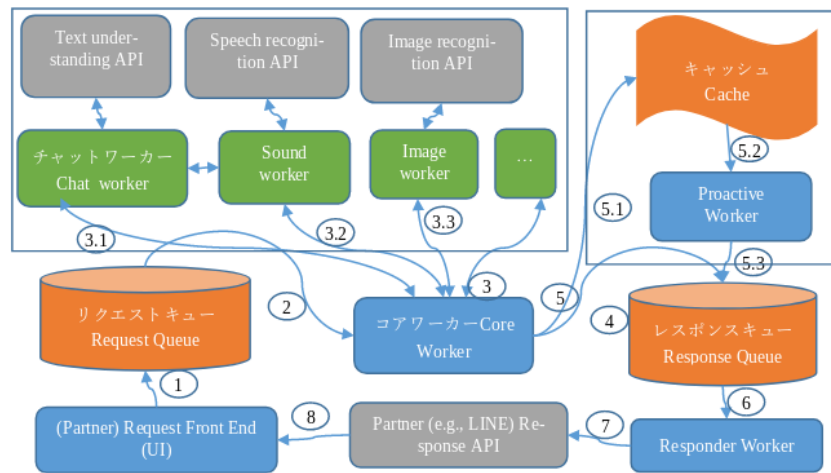 Text under-
standing API
Speech recogni-
tion API
Image recogni-
tion API
キャッシュ
Cache
チャットワーカー
Chat worker
Sound
worker
Image
worker
...
5.2
Proactive
Worker
5.1
3.1
3.2
3.3
5.3
リクエストキュー
Request Queue
2
3
5
4
コアワーカーCore
Worker
レスポンスキュー
Response Queue
1
6
(Partner) Request Front End
(UI)
8
Partner (e.g., LINE) Re-
sponse API
7
Responder Worker